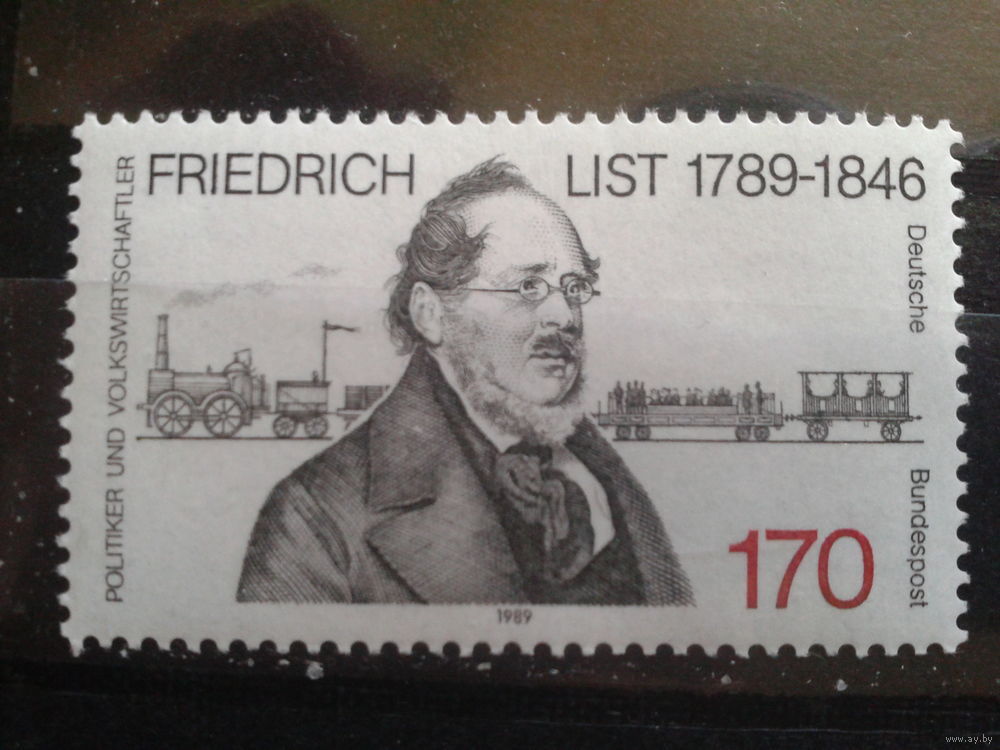 FRIEDRICH LIST 1789-1846
POLITIKER UND VOLKSWIRTSCHAFTLER
Deutsche Bundespost
170
1989
www.ay.by